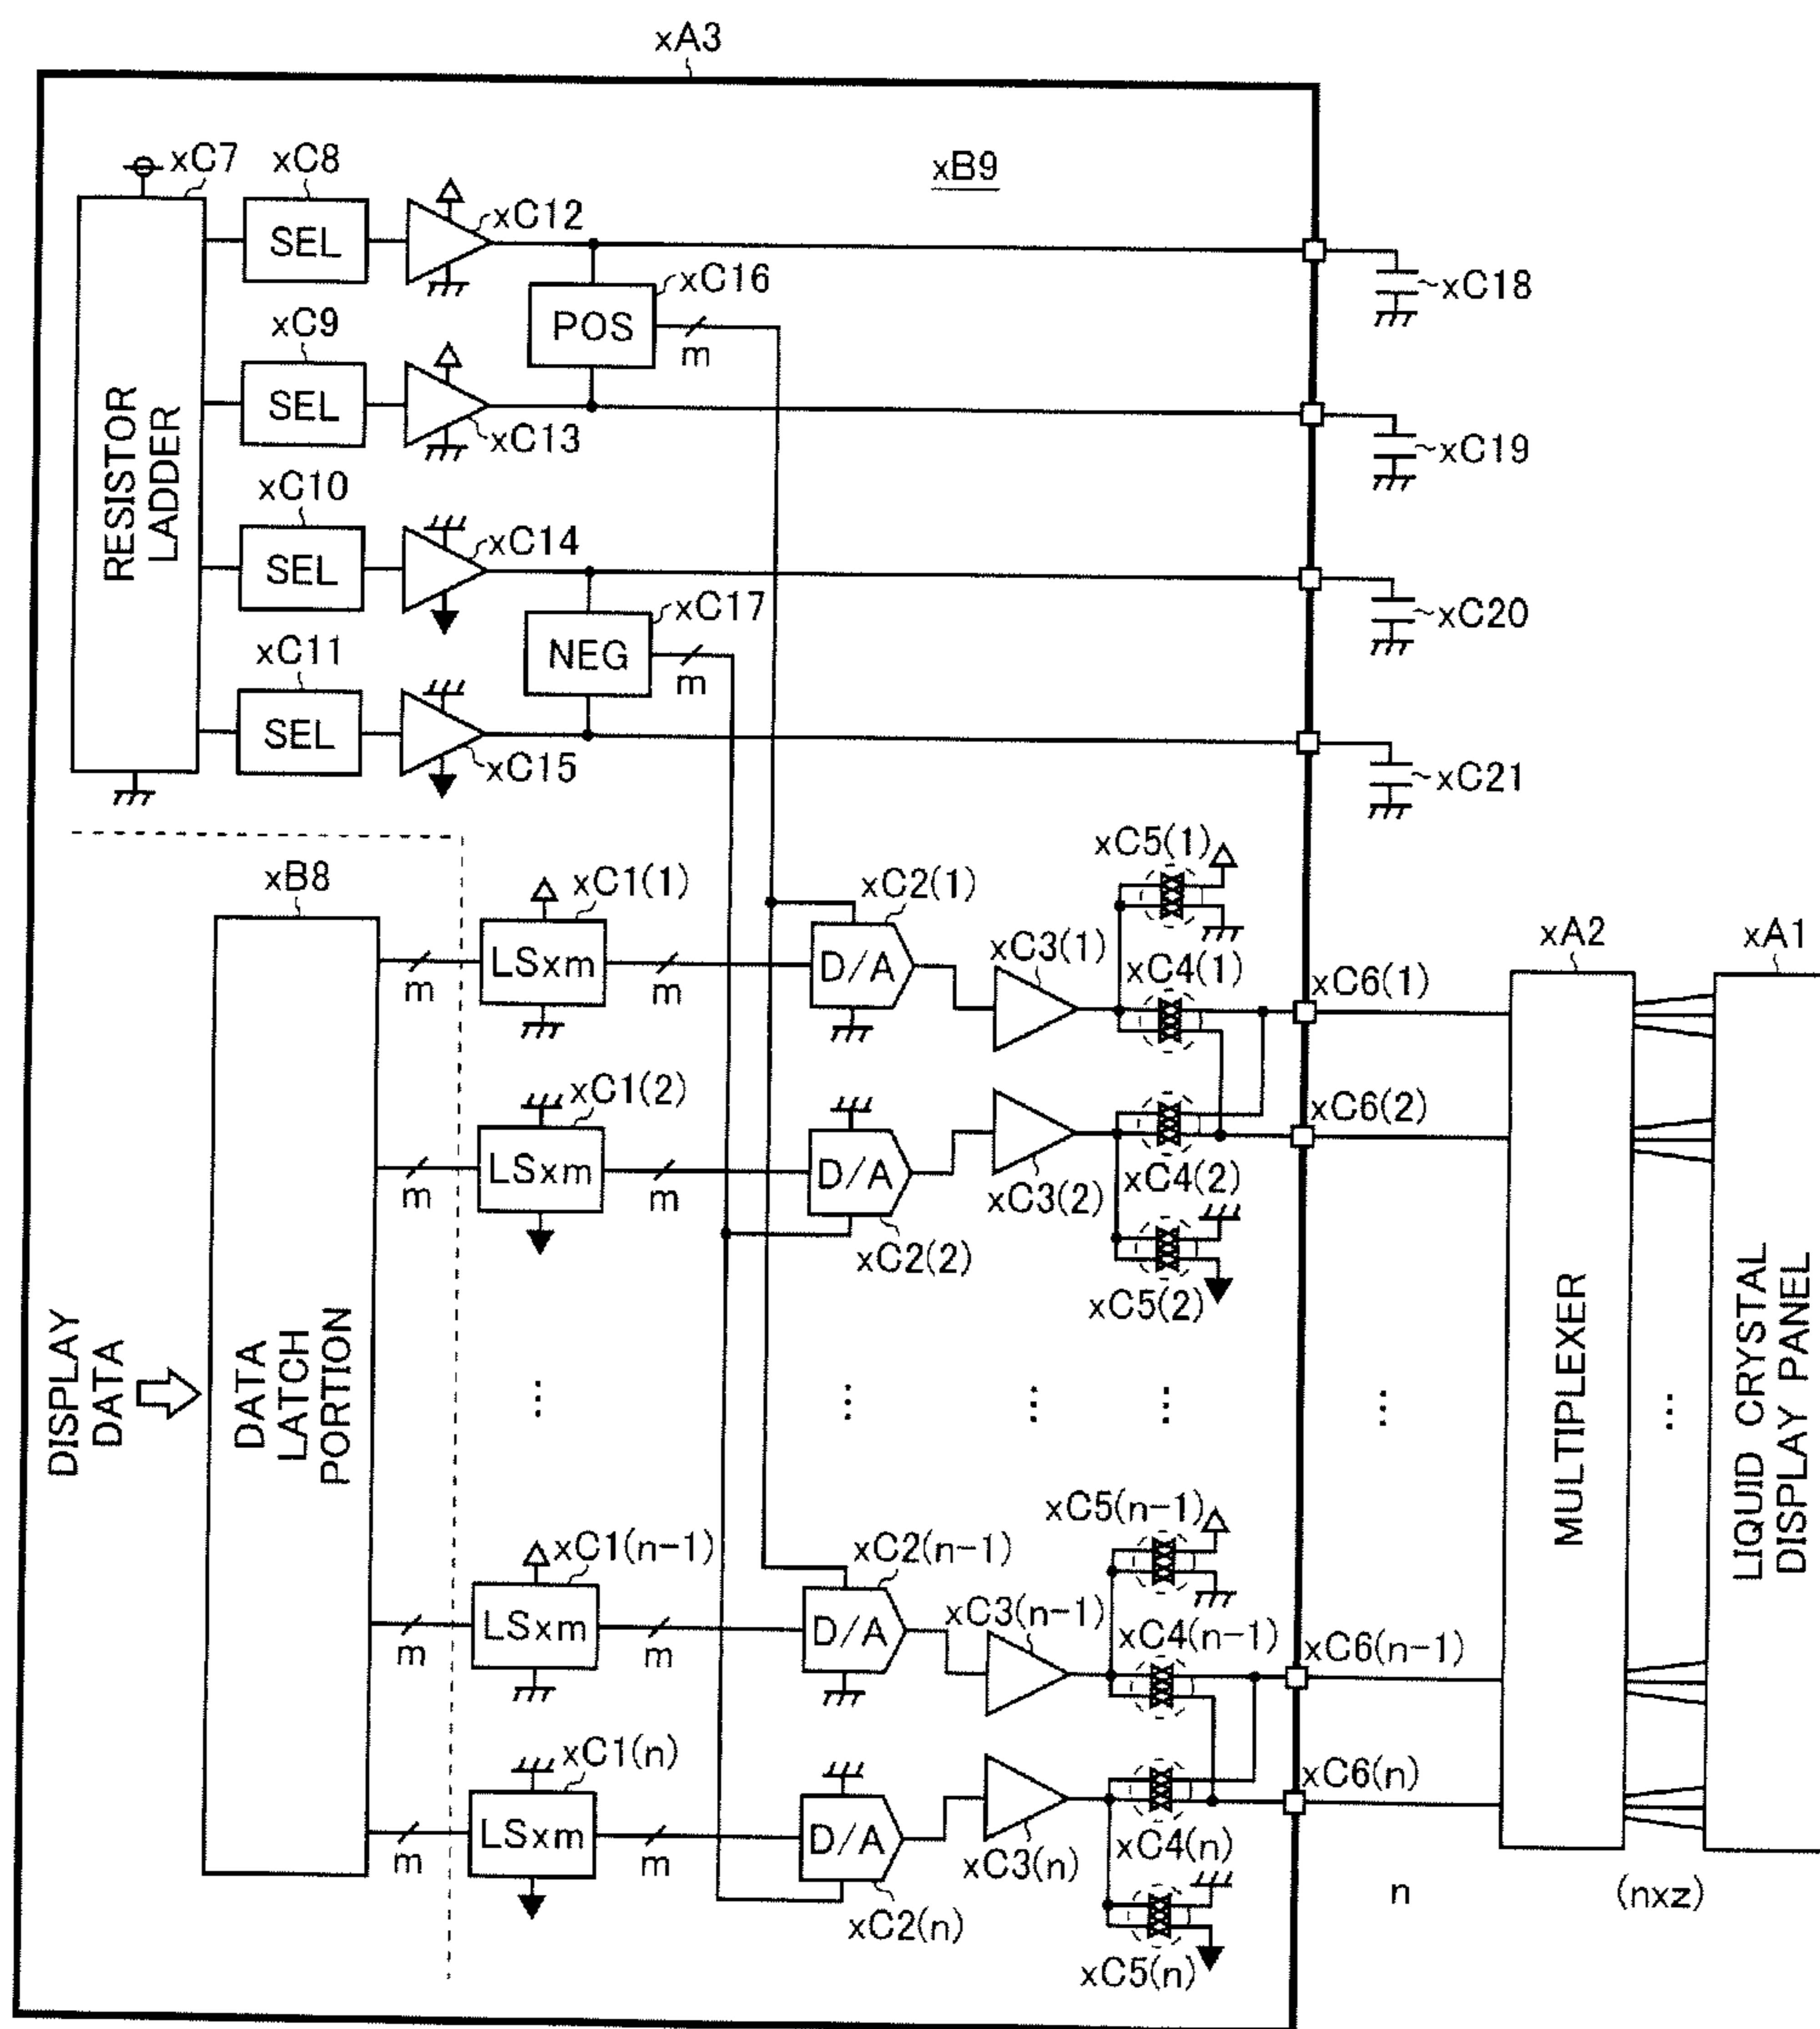 xA3
xB9
xC7
xC8
SEL
xC12
xC16
POS
m
xC18
xC9
SEL
xC13
xC19
RESISTOR
LADDER
xC10
SEL
xC14
xC17
NEG
m
xC20
xC11
SEL
xC15
xC21
xB8
m
xC1(1)
LSxm
m
xC2(1)
D/A
xC3(1)
xC5(1)
xC4(1)
xC6(1)
xA2
xA1
m
xC1(2)
LSxm
m
D/A
xC2(2)
xC3(2)
xC4(2)
xC5(2)
xC6(2)
DISPLAY
DATA
DATA
LATCH
PORTION
...
...
...
...
...
...
MULTIPLEXER
LIQUID CRYSTAL
DISPLAY PANEL
m
xC1(n-1)
LSxm
m
xC2(n-1)
D/A
xC3(n-1)
xC5(n-1)
xC4(n-1)
xC6(n-1)
m
xC1(n)
LSxm
m
D/A
xC2(n)
xC3(n)
xC4(n)
xC5(n)
xC6(n)
n
(nxz)